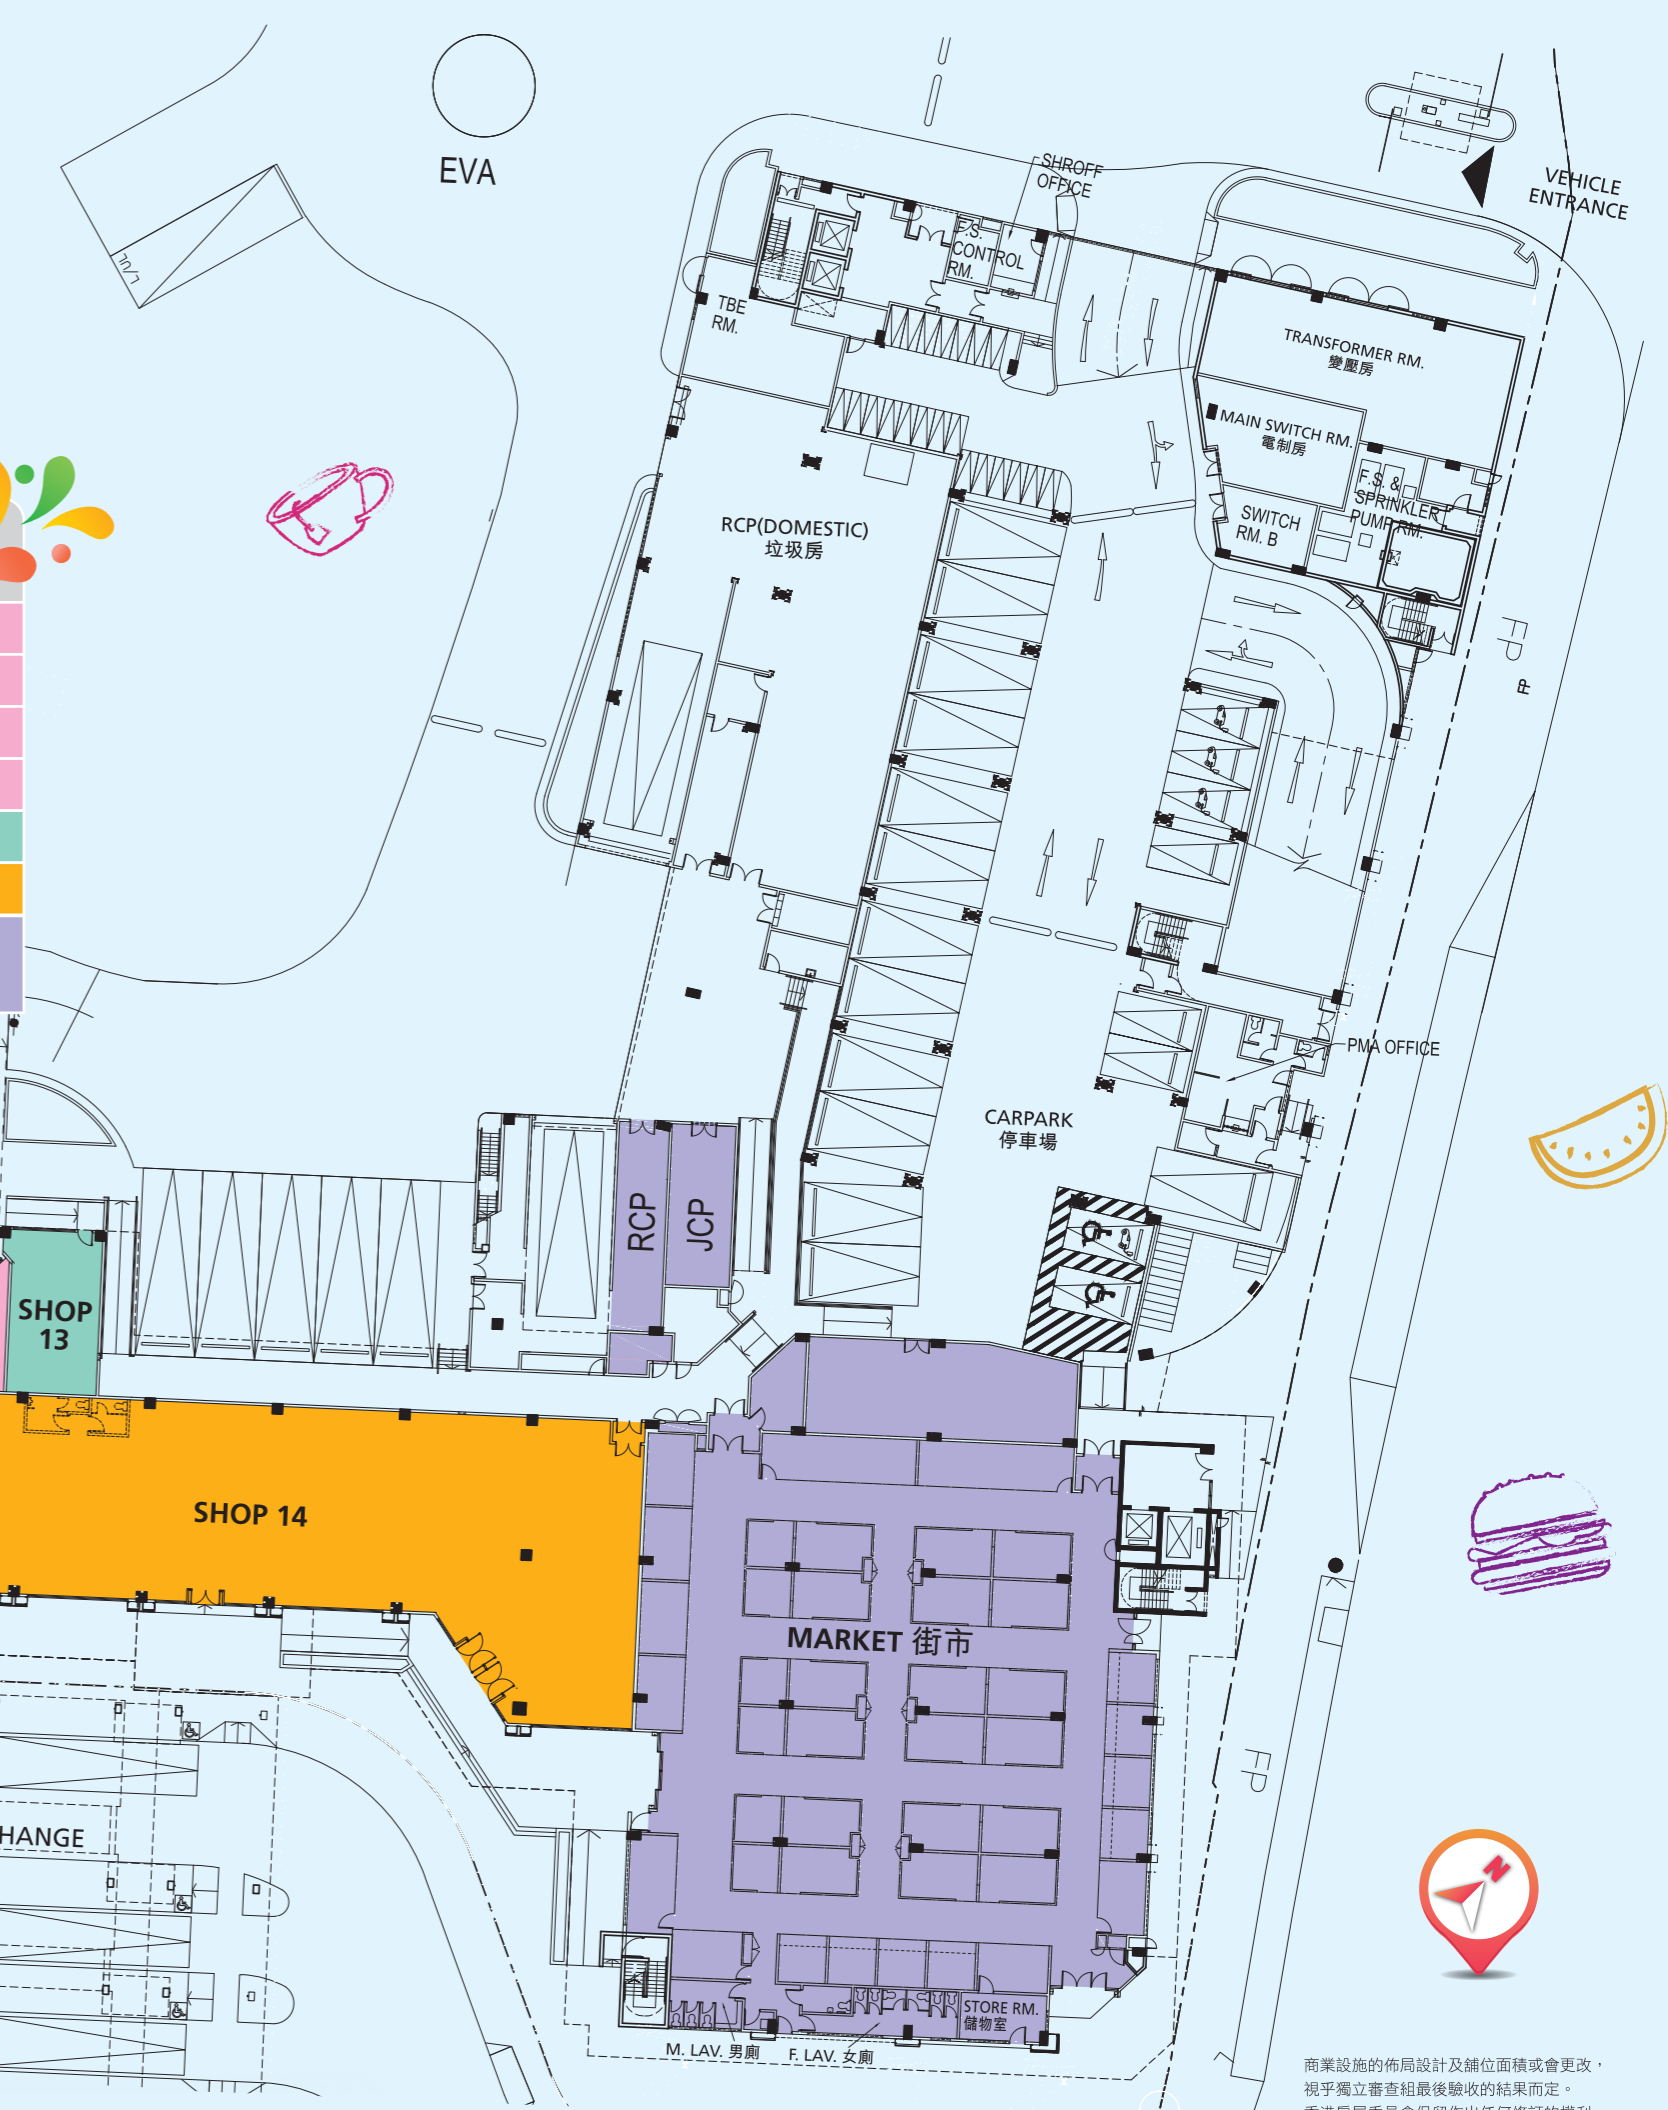 EVA
L/UL
SHROFF
OFFICE
VEHICLE
ENTRANCE
F.S.
CONTROL
RM.
TBE
RM.
TRANSFORMER RM.
變壓房
MAIN SWITCH RM.
電制房
F.S. &
SPRINKLER
PUMP RM.
SWITCH
RM. B
RCP(DOMESTIC)
垃圾房
FP
FP
PMA OFFICE
CARPARK
停車場
RCP
JCP
SHOP
13
SHOP 14
MARKET 街市
FP
HANGE
N
STORE RM.
儲物室
M. LAV. 男廁
F. LAV. 女廁
商業設施的佈局設計及舖位面積或會更改，
視乎獨立審查組最後驗收的結果而定。